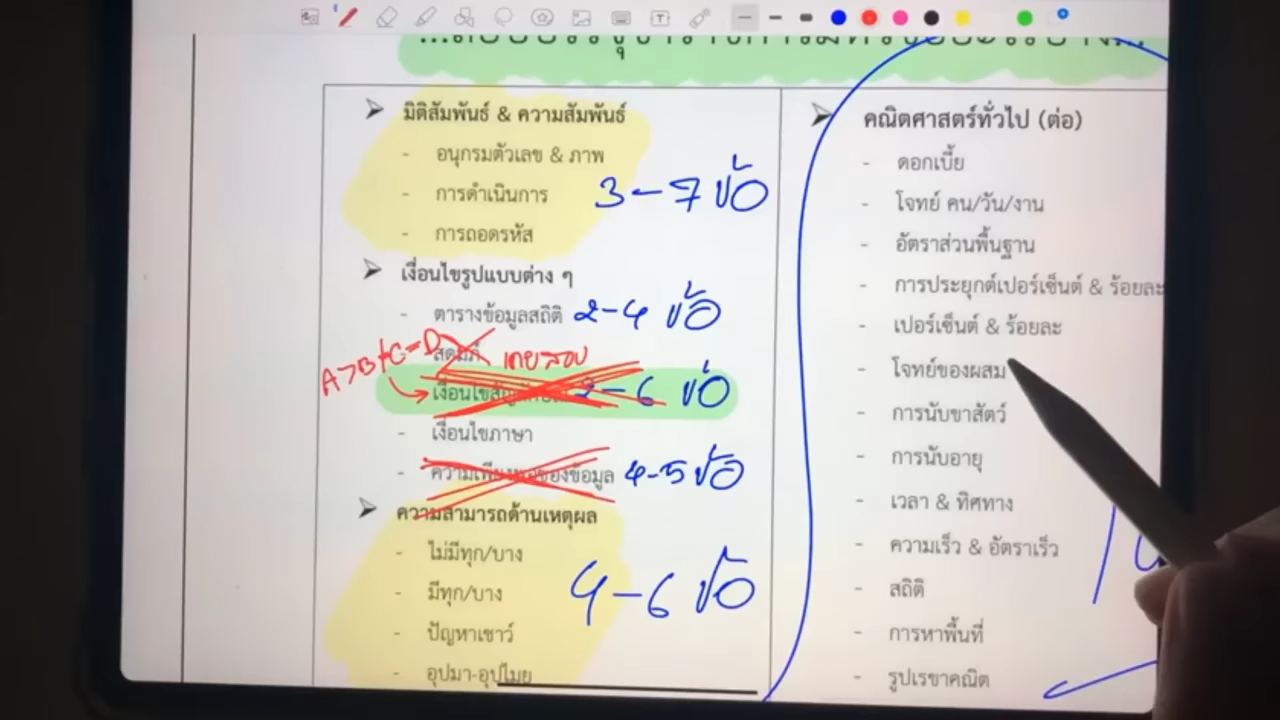 มิติสัมพันธ์ & ความสัมพันธ์
- อนุกรมตัวเลข & ภาพ
- การดำเนินการ
3-7 ข้อ
- การถอดรหัส
เงื่อนไขรูปแบบต่าง ๆ
- ตารางข้อมูลสถิติ 2-4 ข้อ
A>B+C=D
เคยสอบ
6 ข้อ
- เงื่อนไขภาษา
- ความเพียงพอของข้อมูล 4-5 ข้อ
ความสามารถด้านเหตุผล
- ไม่มีทุก/บาง
- มีทุก/บาง
4-6 ข้อ
- ปัญหาเชาว์
- อุปมา-อุปไมย
คณิตศาสตร์ทั่วไป (ต่อ)
- ดอกเบี้ย
- โจทย์ คน/วัน/งาน
- อัตราส่วนพื้นฐาน
- การประยุกต์เปอร์เซ็นต์ & ร้อยละ
- เปอร์เซ็นต์ & ร้อยละ
- โจทย์ของผสม
- การนับขาสัตว์
- การนับอายุ
- เวลา & ทิศทาง
- ความเร็ว & อัตราเร็ว
- สถิติ
- การหาพื้นที่
- รูปเรขาคณิต